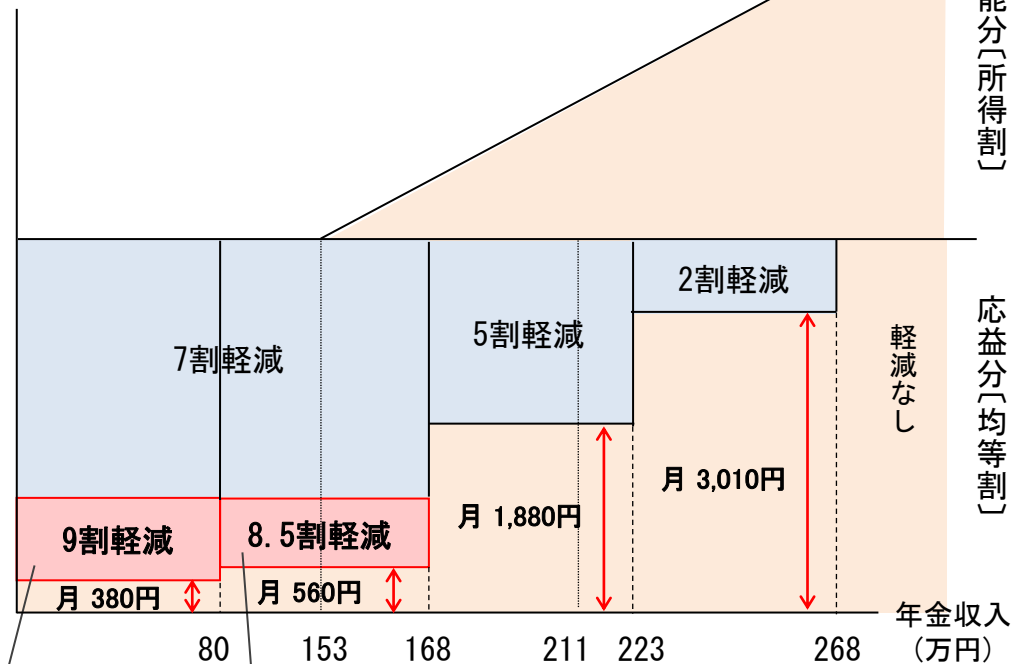 能分〔所得割〕
2割軽減
5割軽減
7割軽減
軽減なし
応益分〔均等割〕
月 3,010円
月 1,880円
9割軽減
8.5割軽減
月 380円
月 560円
年金収入
(万円)
80 153 168 211 223 268